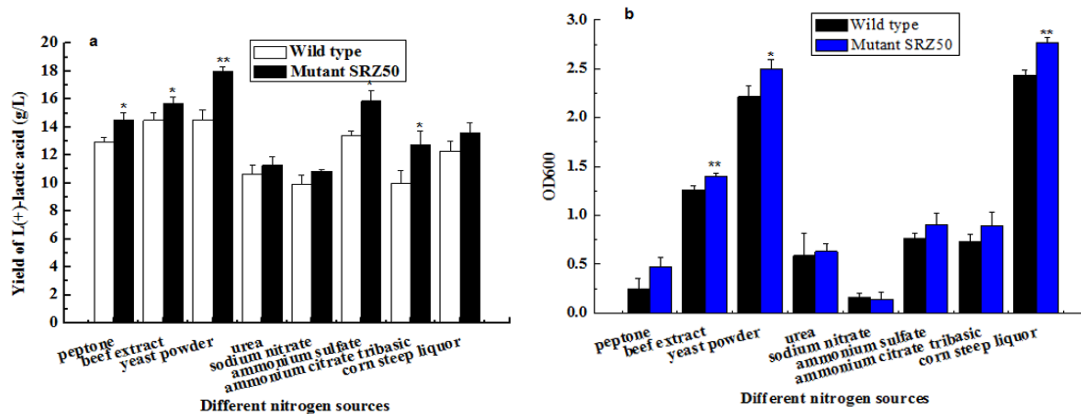 a
Wild type
Mutant SRZ50
20
18
16
14
12
10
8
6
4
2
0
Yield of L(+)-lactic acid (g/L)
*
*
**
*
*
peptone
beef extract
yeast powder
urea
sodium nitrate
ammonium sulfate
ammonium citrate tribasic
corn steep liquor
Different nitrogen sources
b
Wild type
Mutant SRZ50
3.0
2.5
2.0
1.5
1.0
0.5
0.0
OD600
**
*
**
peptone
beef extract
yeast powder
urea
sodium nitrate
ammonium sulfate
ammonium citrate tribasic
corn steep liquor
Different nitrogen sources